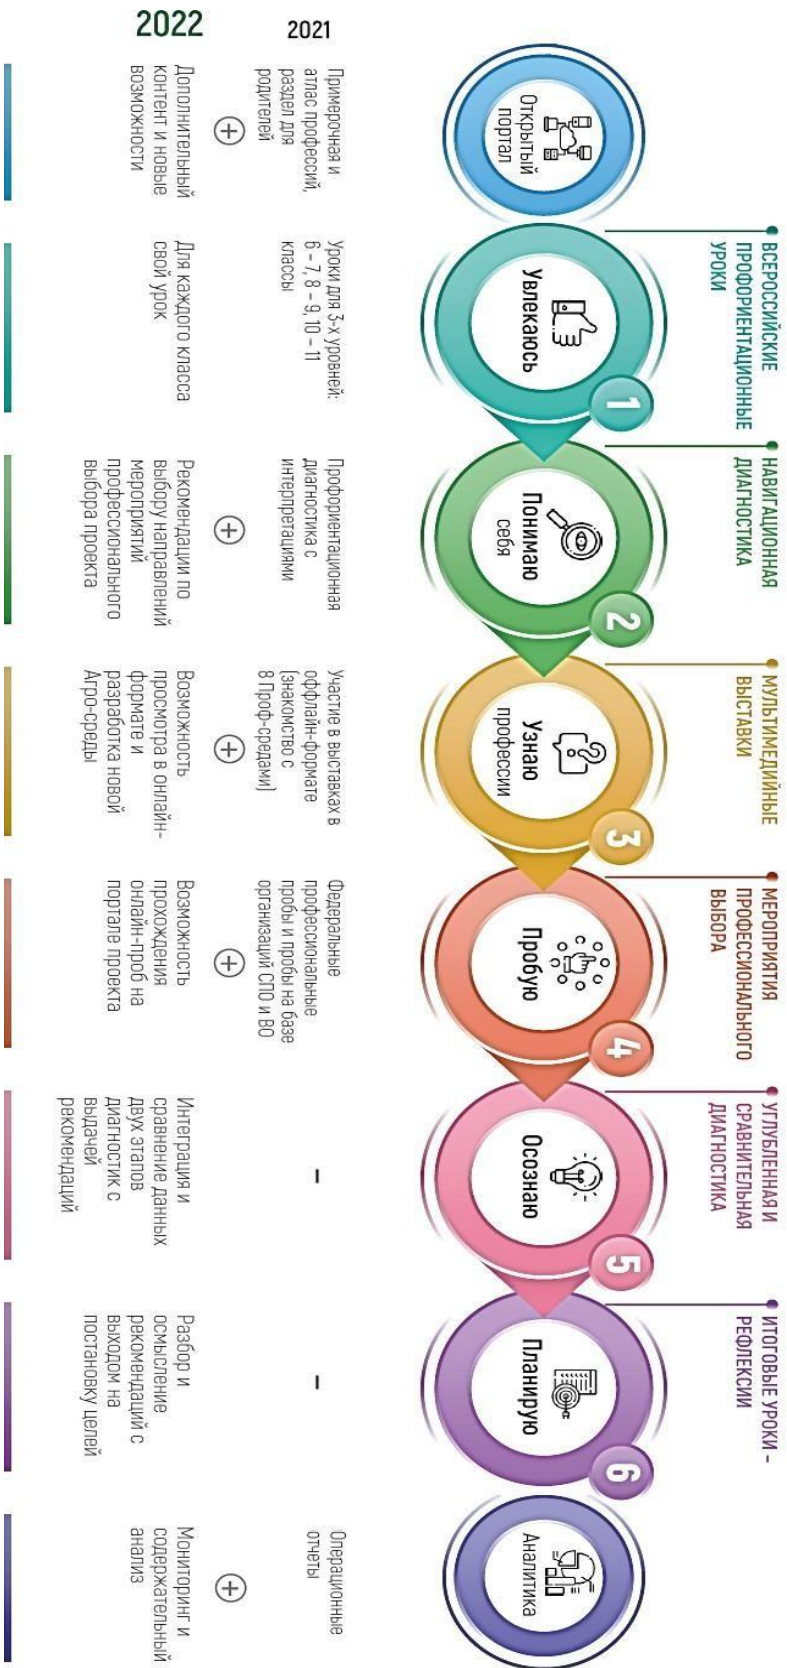 ВСЕРОССИЙСКИЕ
ПРОФОРИЕНТАЦИОННЫЕ
УРОКИ
НАВИГАЦИОННАЯ
ДИАГНОСТИКА
МУЛЬТИМЕДИЙНЫЕ
ВЫСТАВКИ
МЕРОПРИЯТИЯ
ПРОФЕССИОНАЛЬНОГО
ВЫБОРА
УГЛУБЛЕННАЯ И
СРАВНИТЕЛЬНАЯ
ДИАГНОСТИКА
ИТОГОВЫЕ УРОКИ –
РЕФЛЕКСИИ
Открытый
портал
1
Увлекаюсь
2
Понимаю
себя
3
Узнаю
профессии
4
Пробую
5
Осознаю
6
Планирую
Аналитика
2021
Примерочная и
атлас профессий,
раздел для
родителей
Уроки для 3-х уровней:
6 – 7, 8 – 9, 10 – 11
классы
Профориентационная
диагностика с
интерпретациями
Участие в выставках в
оффлайн-формате
(знакомство с
8 Проф-средами)
Федеральные
профессиональные
пробы и пробы на базе
организаций СПО и ВО
–
–
Операционные
отчеты
+
+
+
+
+
2022
Дополнительный
контент и новые
возможности
Для каждого класса
свой урок
Рекомендации по
выбору направлений
мероприятий
профессионального
выбора проекта
Возможность
просмотра в онлайн-
формате и
разработка новой
Агро-среды
Возможность
прохождения
онлайн-проб на
портале проекта
Интеграция и
сравнение данных
двух этапов
диагностик с
выдачей
рекомендаций
Разбор и
осмысление
рекомендаций с
выходом на
постановку целей
Мониторинг и
содержательный
анализ